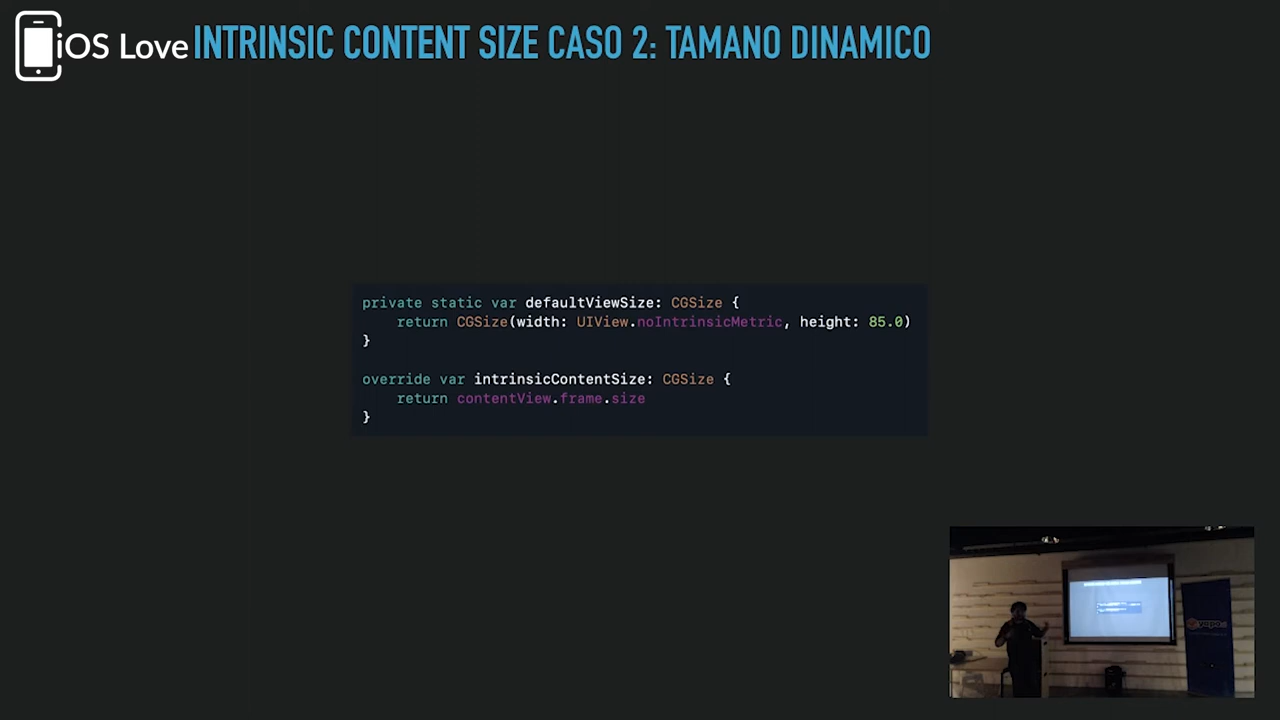 iOS Love
INTRINSIC CONTENT SIZE CASO 2: TAMANO DINAMICO
private static var defaultViewSize: CGSize {
    return CGSize(width: UIView.noIntrinsicMetric, height: 85.0)
}
override var intrinsicContentSize: CGSize {
    return contentView.frame.size
}